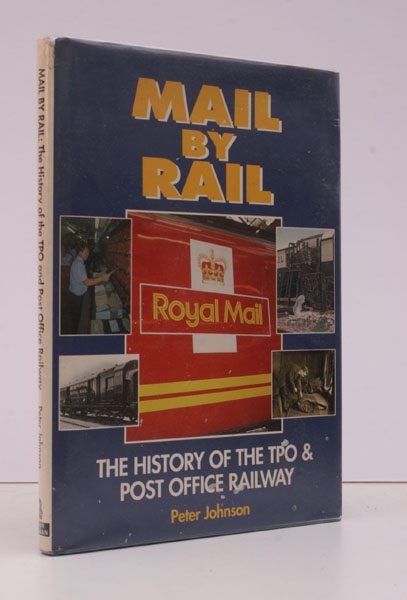 MAIL
BY
RAIL
Royal Mail
THE HISTORY OF THE TPO &
POST OFFICE RAILWAY
Peter Johnson
MAIL BY RAIL: The History of the TPO and Post Office Railway Peter Johnson